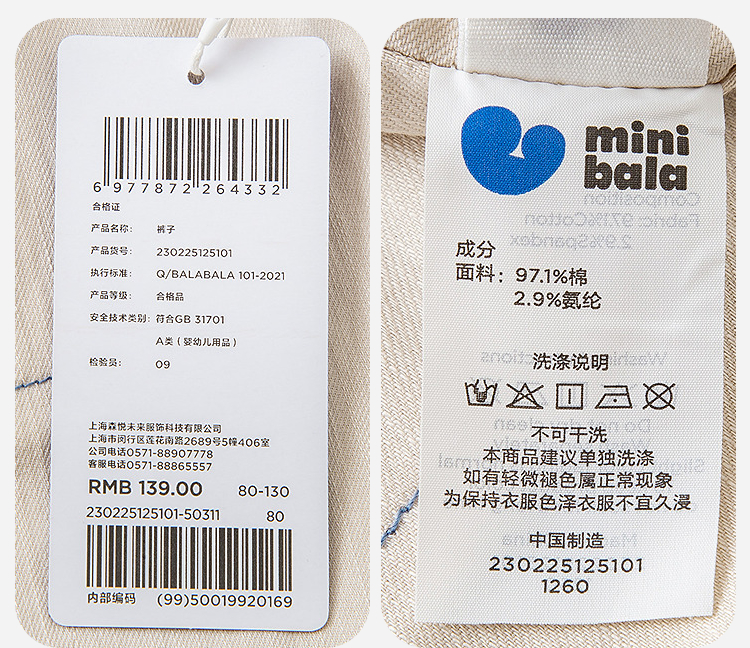 6 977872 264332
合格证
产品名称： 裤子
产品货号： 230225125101
执行标准： Q/BALABALA 101-2021
产品等级： 合格品
安全技术类别：符合GB 31701
A类（婴幼儿用品）
检验员： 09
上海森悦未来服饰科技有限公司
上海市闵行区莲花南路2689号5幢406室
公司电话0571-88907778
客服电话0571-88865557
RMB 139.00 80-130
230225125101-50311 80
内部编码 (99)50019920169
mini
bala
Composition
Fabric: 97.1%Cotton
2.9%Spandex
成分
面料：97.1%棉
2.9%氨纶
洗涤说明
不可干洗
本商品建议单独洗涤
如有轻微褪色属正常现象
为保持衣服色泽衣服不宜久浸
中国制造
230225125101
1260